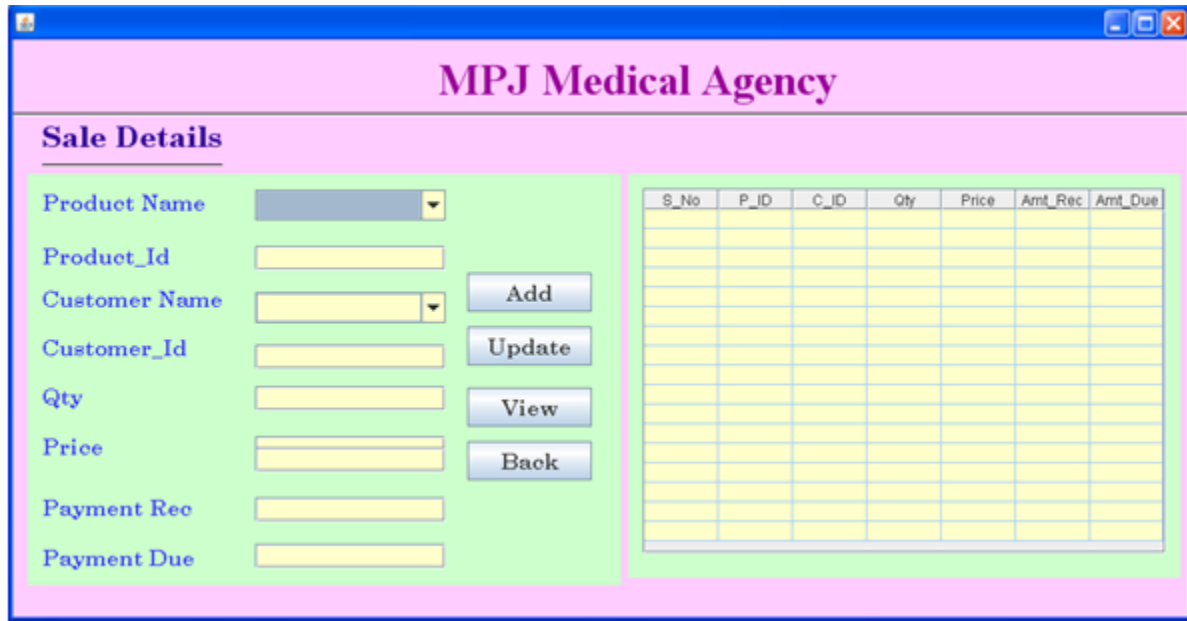 MPJ Medical Agency
Sale Details
Product Name
Product_Id
Customer Name
Customer_Id
Qty
Price
Payment Rec
Payment Due
Add
Update
View
Back
S_No P_ID C_ID Qty Price Amt_Rec Amt_Due